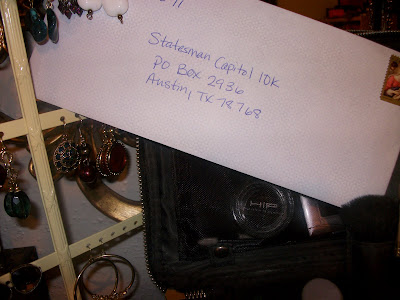 Statesman Capitol 10K
PO Box 2936
Austin, TX 78768
HIP